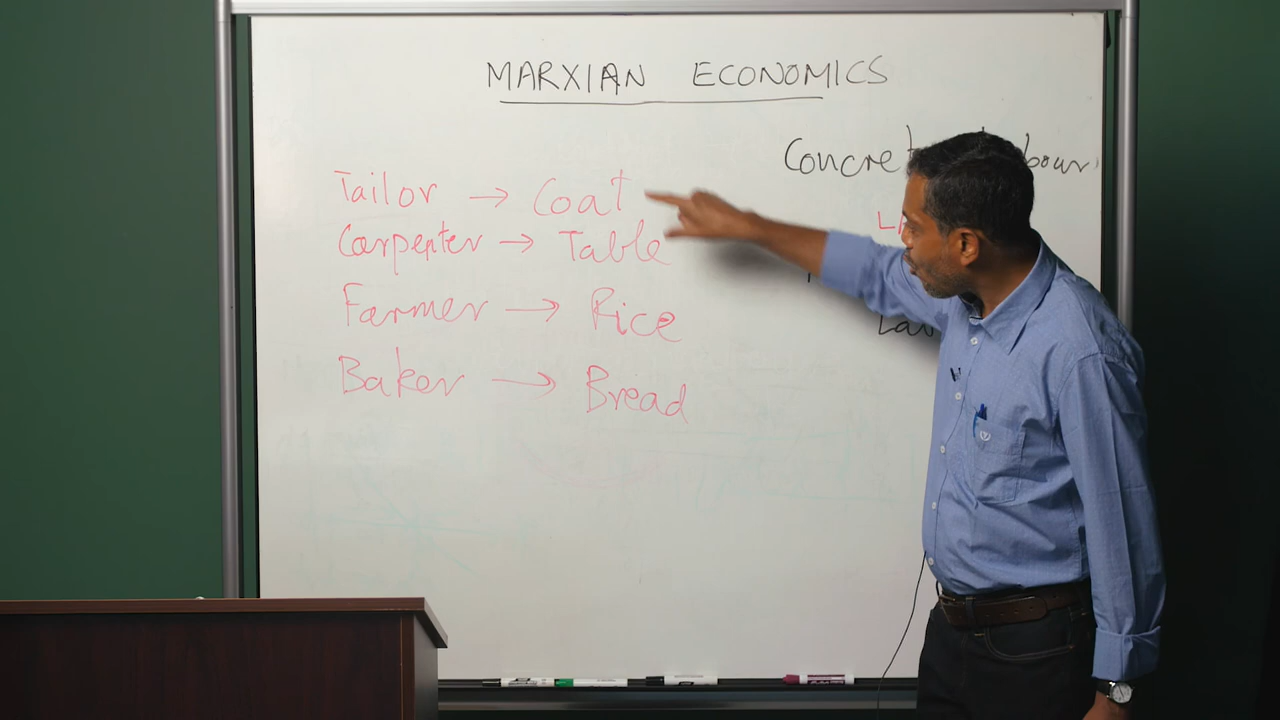 MARXIAN ECONOMICS
Tailor → Coat
Carpenter → Table
Farmer → Rice
Baker → Bread